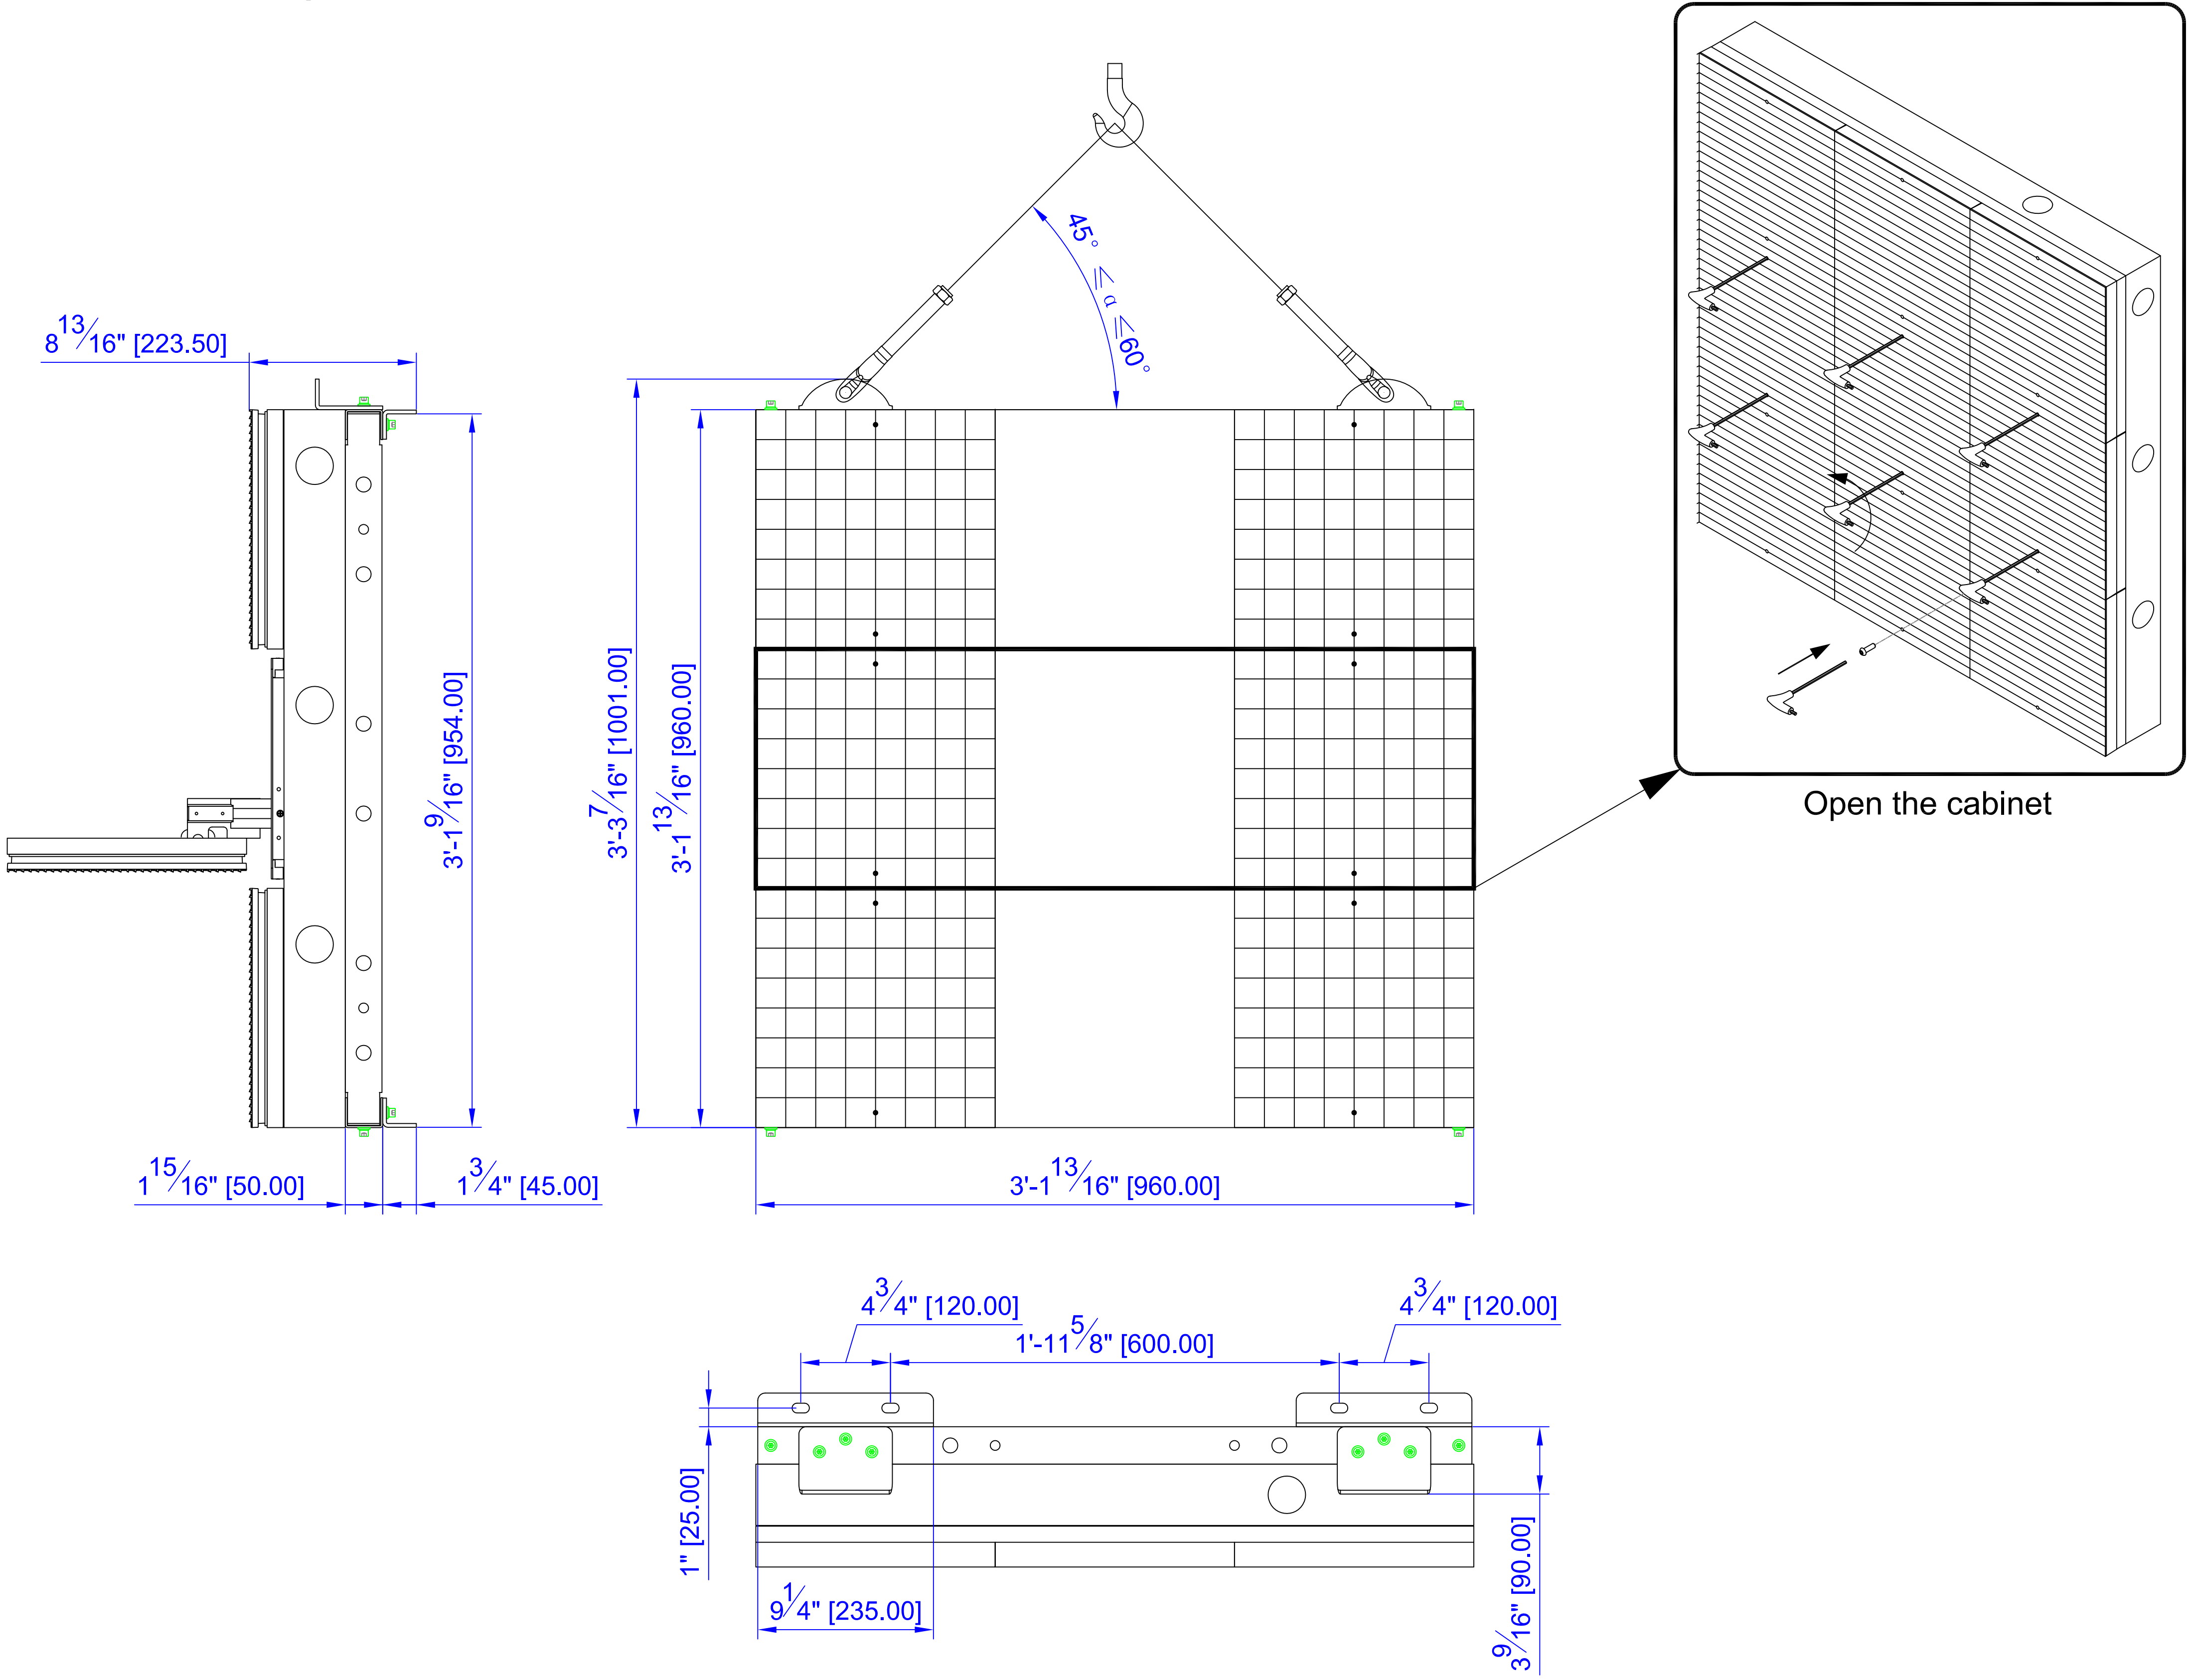 45° ≤ α ≤60°
8 13/16" [223.50]
3'-1 9/16" [954.00]
3'-3 7/16" [1001.00]
3'-1 13/16" [960.00]
Open the cabinet
1 15/16" [50.00]
1 3/4" [45.00]
3'-1 13/16" [960.00]
4 3/4" [120.00]
1'-11 5/8" [600.00]
4 3/4" [120.00]
1" [25.00]
9 1/4" [235.00]
3 9/16" [90.00]